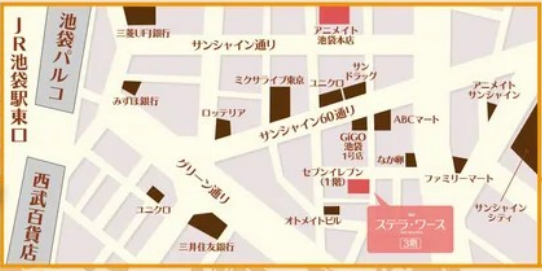 JR池袋駅東口
池袋パルコ
西武百貨店
三菱UFJ銀行
アニメイト
池袋本店
サンシャイン通り
みずほ銀行
ミクサライブ東京
ユニクロ
サン
ドラッグ
アニメイト
サンシャイン
ロッテリア
サンシャイン60通り
ABCマート
GiGO
池袋
1号店
なか卯
ファミリーマート
グリーン通り
セブンイレブン
(1階)
サンシャイン
シティ
ユニクロ
三井住友銀行
オトメイトビル
ステラ・ワース
3階